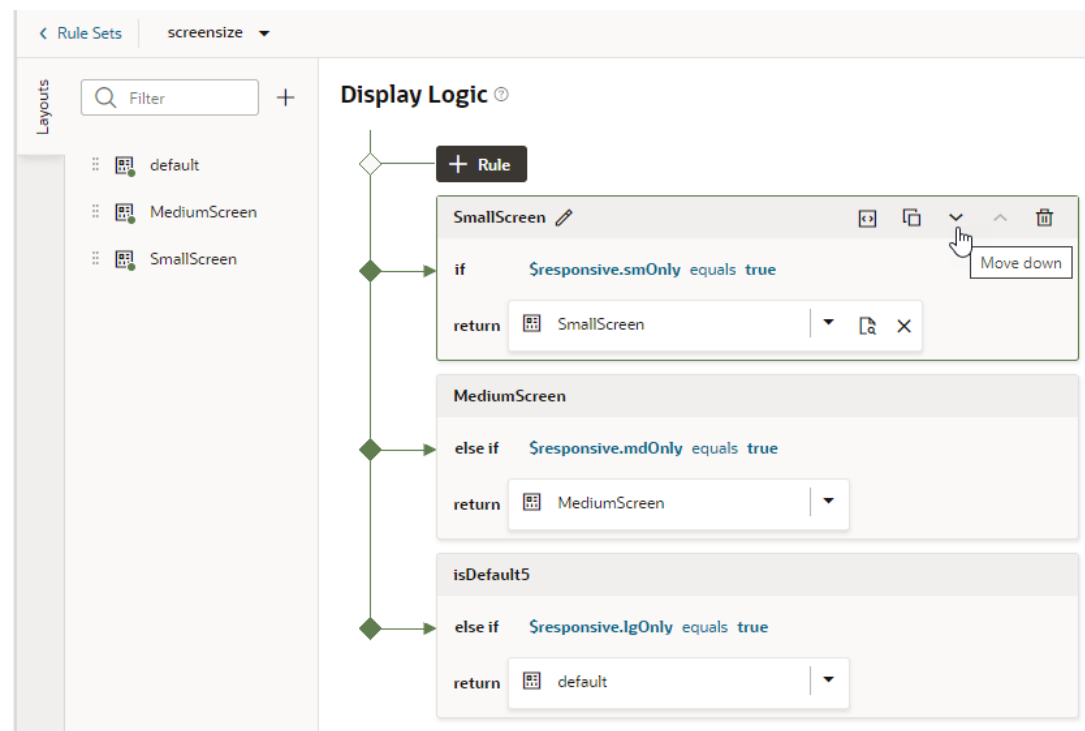 Rule Sets screensize
Layouts
Filter
default
MediumScreen
SmallScreen
Display Logic
Rule
SmallScreen
Move down
if $responsive.smOnly equals true
return SmallScreen
MediumScreen
else if $responsive.mdOnly equals true
return MediumScreen
isDefault5
else if $responsive.lgOnly equals true
return default